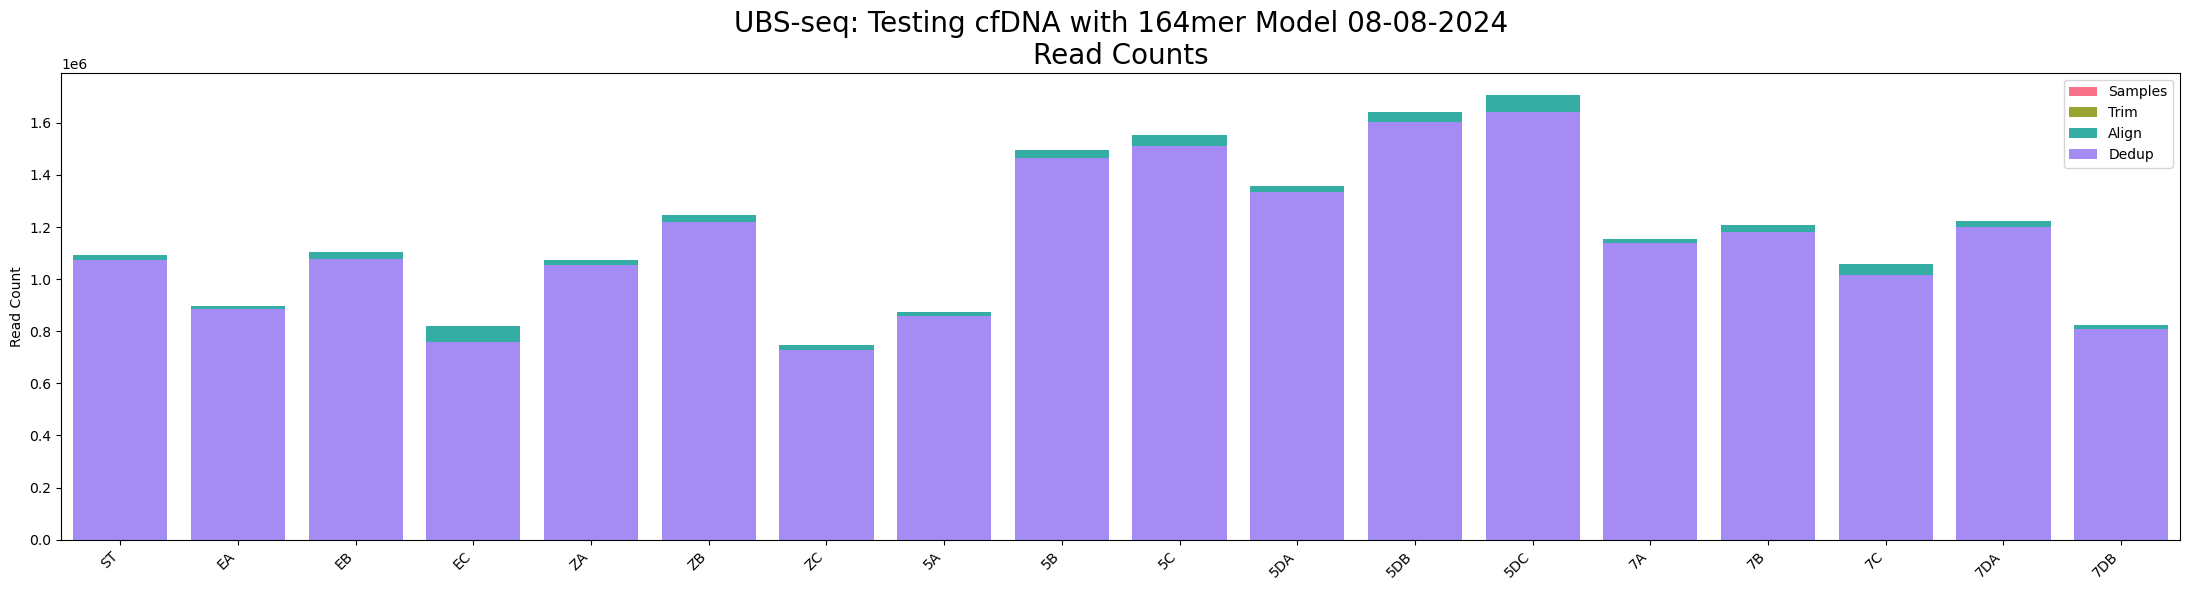 UBS-seq: Testing cfDNA with 164mer Model 08-08-2024
Read Counts
1e6
Samples
Trim
Align
Dedup
Read Count
1.6
1.4
1.2
1.0
0.8
0.6
0.4
0.2
0.0
ST EA EB EC ZA ZB ZC 5A 5B 5C 5DA 5DB 5DC 7A 7B 7C 7DA 7DB